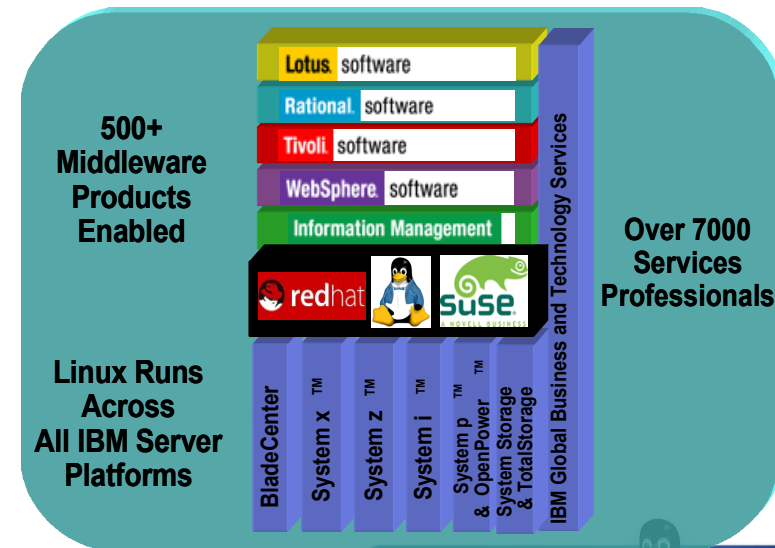 500+
Middleware
Products
Enabled
Linux Runs
Across
All IBM Server
Platforms
Lotus. software
Rational. software
Tivoli. software
WebSphere. software
Information Management
redhat
SUSE.
A NOVELL BUSINESS
BladeCenter
System x ™
System z ™
System i ™
System p ™
& OpenPower ™
System Storage
& TotalStorage
IBM Global Business and Technology Services
Over 7000
Services
Professionals